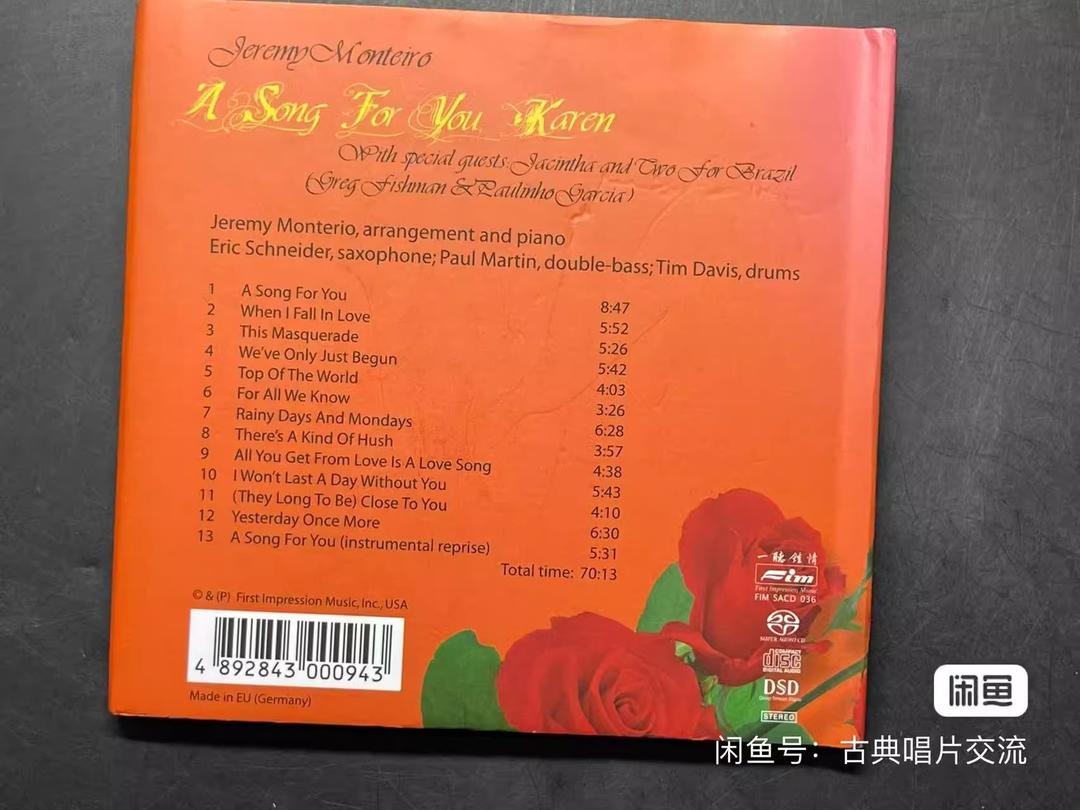 Jeremy Monteiro
A Song For You Karen
With special guests: Jacintha and Two For Brazil
(Greg Fishman & Paulinho Garcia)
Jeremy Monterio, arrangement and piano
Eric Schneider, saxophone; Paul Martin, double-bass; Tim Davis, drums
1 A Song For You 8:47
2 When I Fall In Love 5:52
3 This Masquerade 5:26
4 We've Only Just Begun 5:42
5 Top Of The World 4:03
6 For All We Know 3:26
7 Rainy Days And Mondays 6:28
8 There's A Kind Of Hush 3:57
9 All You Get From Love Is A Love Song 4:38
10 I Won't Last A Day Without You 5:43
11 (They Long To Be) Close To You 4:10
12 Yesterday Once More 6:30
13 A Song For You (instrumental reprise) 5:31
Total time: 70:13
© & (P) First Impression Music, Inc., USA
4 892843 000943
Made in EU (Germany)
一聽鍾情
Fim
First Impression Music
FIM SACD 036
SUPER AUDIO CD
COMPACT
disc
DIGITAL AUDIO
DSD
Direct Stream Digital
STEREO
闲鱼
闲鱼号：古典唱片交流